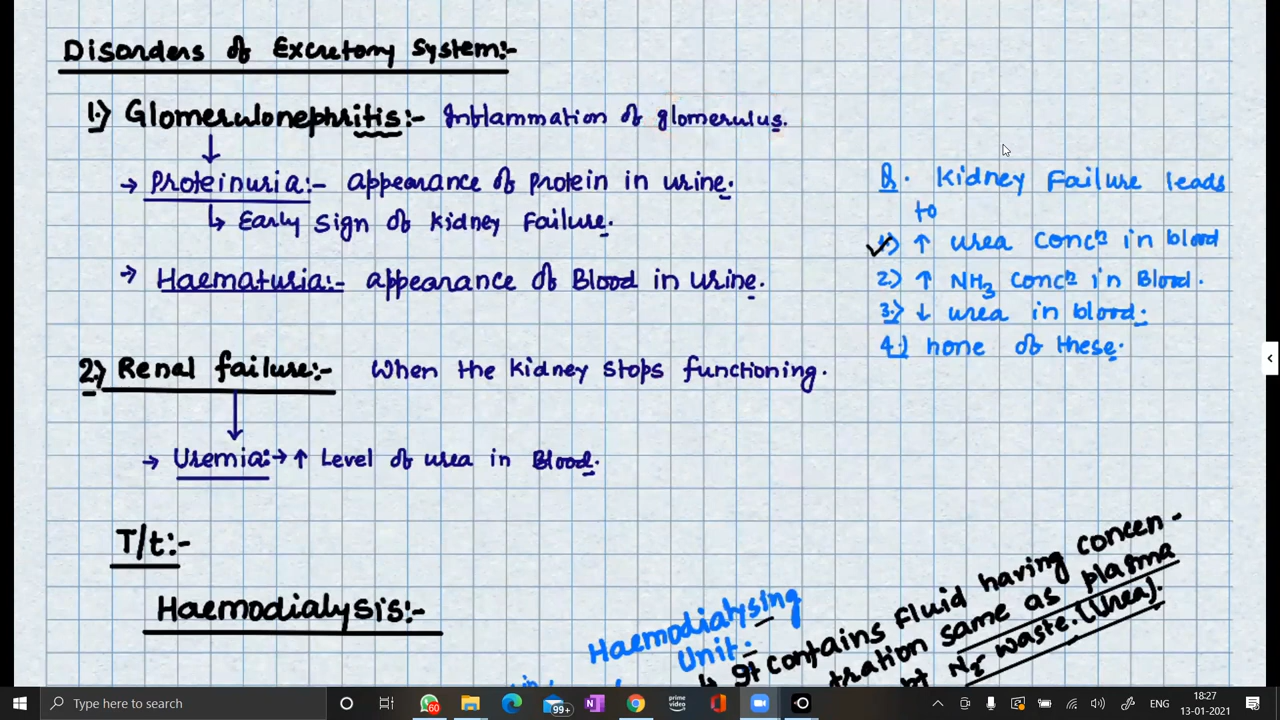 Disorders of Excretory System:-
1.) Glomerulonephritis:- Inflammation of glomerulus.
→ Proteinuria:- appearance of Protein in urine.
↳ Early Sign of Kidney Failure.
→ Haematuria:- appearance of Blood in urine.
Q. Kidney Failure leads
to
1) ↑ urea concⁿ in blood
2) ↑ NH3 concⁿ in Blood.
3.) ↓ urea in blood.
4.) none of these.
2.) Renal failure:- When the kidney stops functioning.
→ Uremia:→ ↑ Level of urea in Blood.
T/t:-
Haemodialysis:-
Haemodialysing
Unit:-
↳ It contains Fluid having concen-
tration same as plasma
N2 waste. (Urea).
Type here to search
60
99+
prime video
ENG
18:27
13-01-2021